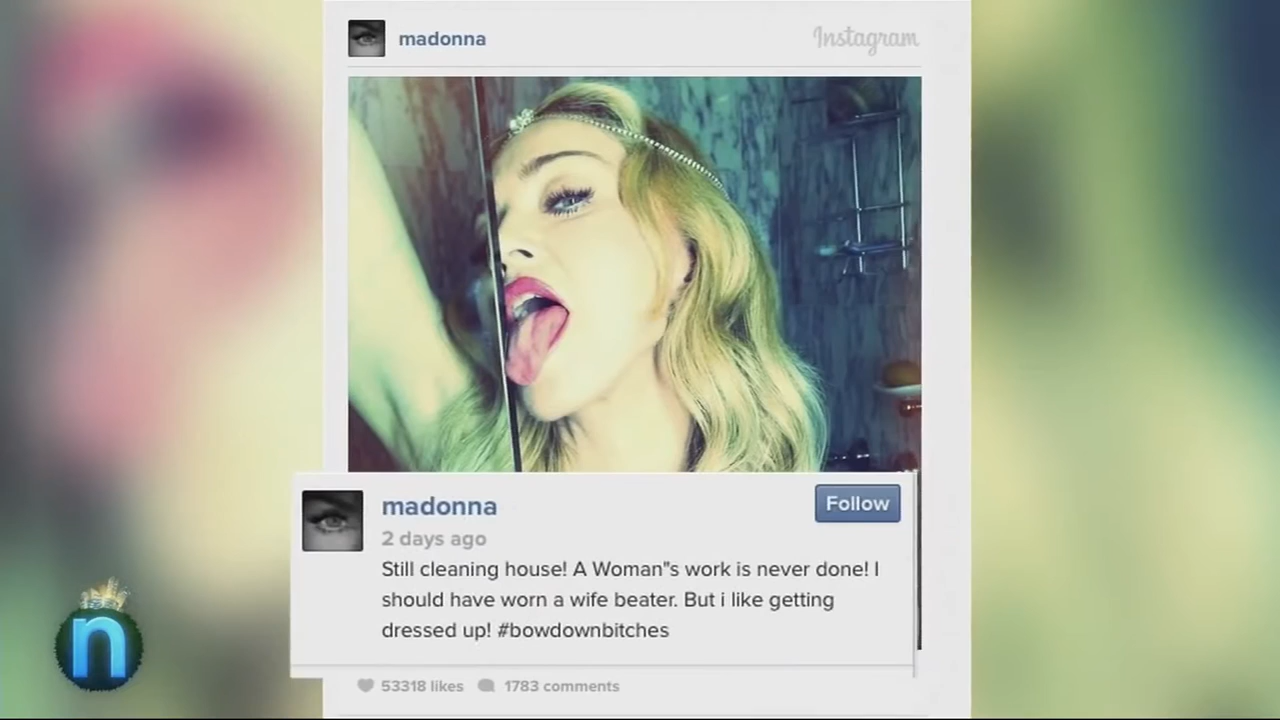 madonna
Instagram
madonna
Follow
2 days ago
Still cleaning house! A Woman"s work is never done! I
should have worn a wife beater. But i like getting
dressed up! #bowdownbitches
53318 likes
1783 comments
n